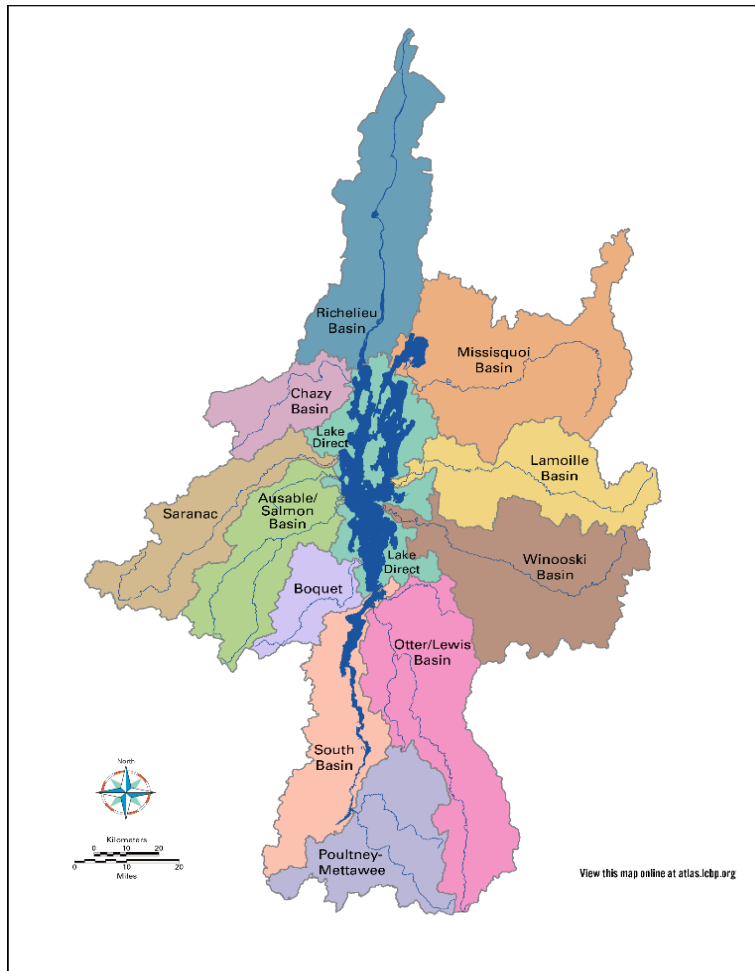 Richelieu
Basin
Missisquoi
Basin
Chazy
Basin
Lake
Direct
Lamoille
Basin
Saranac
Ausable/
Salmon
Basin
Lake
Direct
Winooski
Basin
Boquet
Otter/Lewis
Basin
South
Basin
North
Kilometers
0 10 20
0 10 20
Miles
Poultney-
Mettawee
View this map online at atlas.lcbp.org